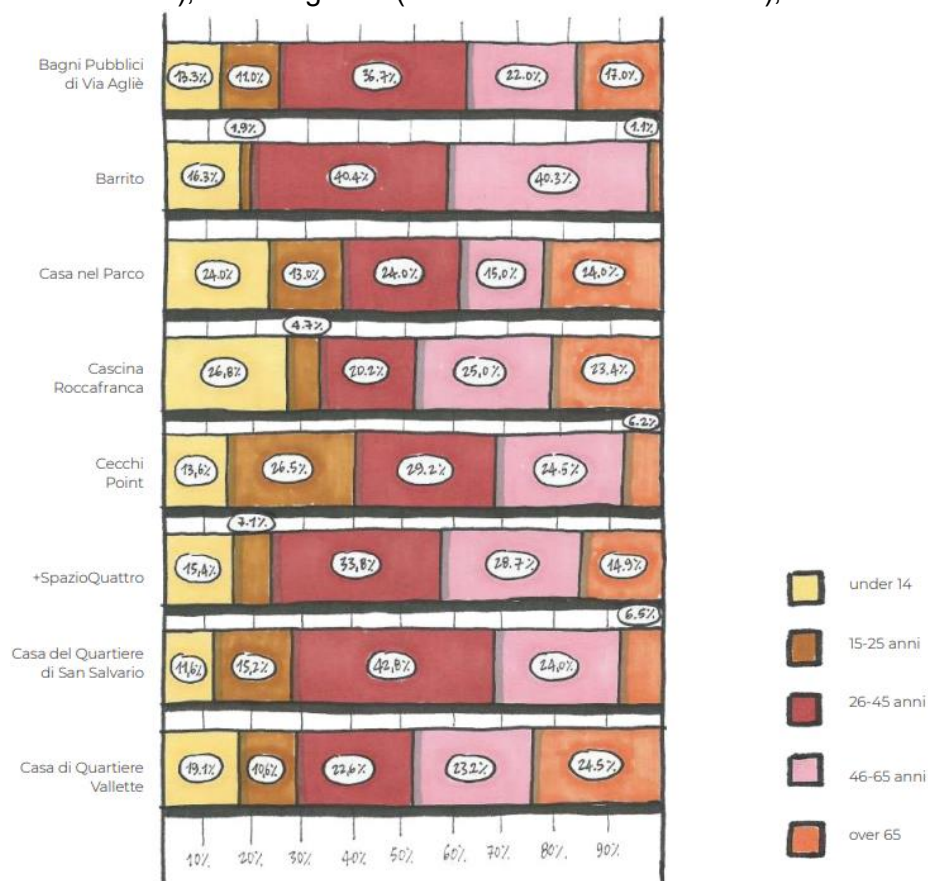 Bagni Pubblici
di Via Agliè
13.3% 11.0% 36.7% 22.0% 17.0%
1.9% 1.1%
Barrito
16.3% 40.4% 40.3%
Casa nel Parco
24.0% 13.0% 24.0% 15,0% 24.0%
4.7%
Cascina
Roccafranca
26,8% 20.2% 25,0% 23.4%
6.2%
Cecchi
Point
13,6% 26.5% 29.2% 24.5%
7.1%
+SpazioQuattro
15,4% 33,8% 28.7% 14.9%
6.5%
Casa del Quartiere
di San Salvario
11,6% 15,2% 42,8% 24,0%
Casa di Quartiere
Vallette
19.1% 10,6% 22,6% 23.2% 24.5%
10% 20% 30% 40% 50% 60% 70% 80% 90%
under 14
15-25 anni
26-45 anni
46-65 anni
over 65